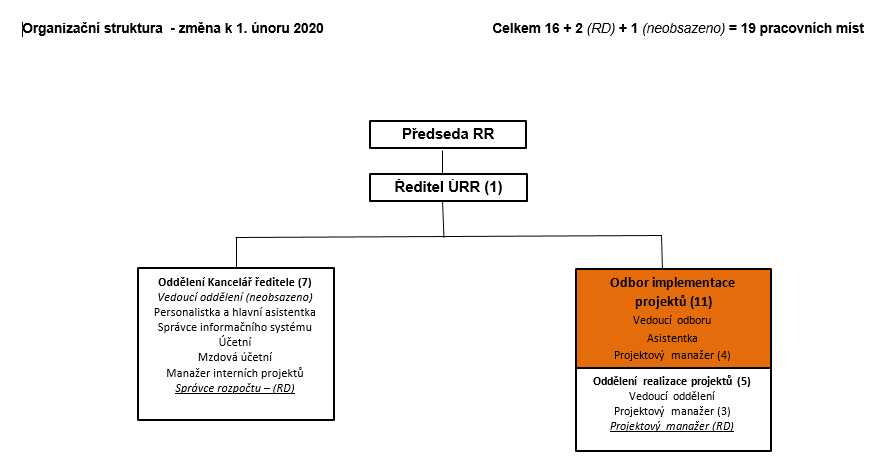 Organizační struktura - změna k 1. únoru 2020
Celkem 16 + 2 (RD) + 1 (neobsazeno) = 19 pracovních míst
Předseda RR
Ředitel ÚRR (1)
Oddělení Kancelář ředitele (7)
Vedoucí oddělení (neobsazeno)
Personalistka a hlavní asistentka
Správce informačního systému
Účetní
Mzdová účetní
Manažer interních projektů
Správce rozpočtu – (RD)
Odbor implementace
projektů (11)
Vedoucí odboru
Asistentka
Projektový manažer (4)
Oddělení realizace projektů (5)
Vedoucí oddělení
Projektový manažer (3)
Projektový manažer (RD)